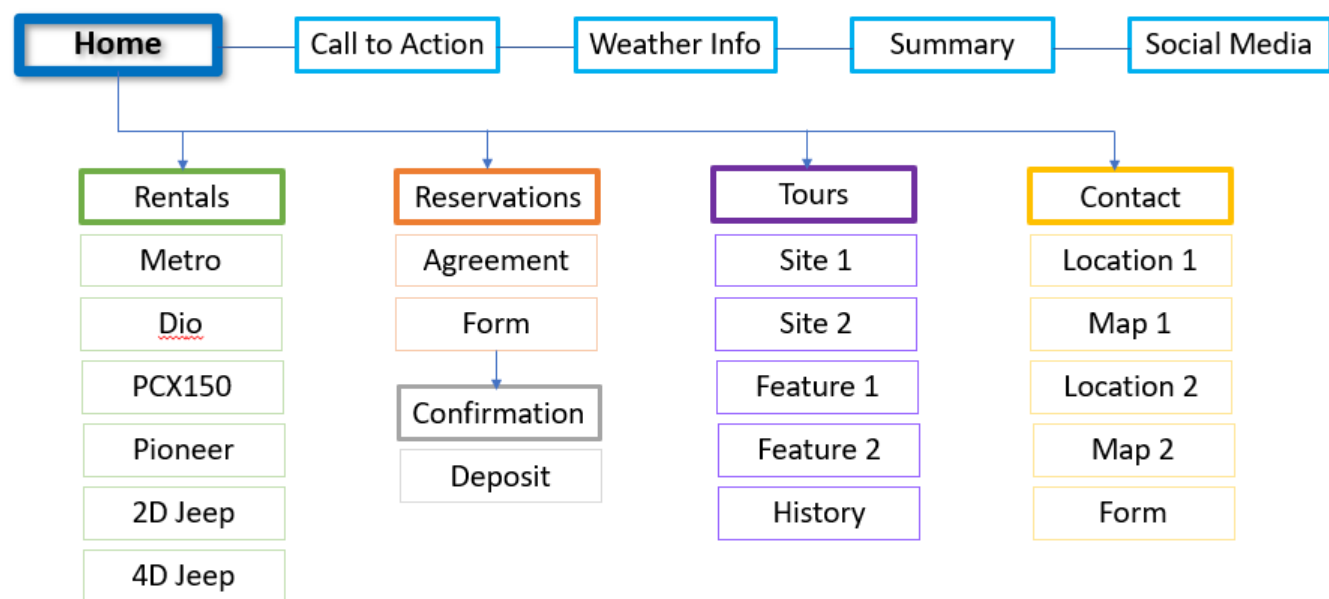 Home
Call to Action
Weather Info
Summary
Social Media
Rentals
Metro
Dio
PCX150
Pioneer
2D Jeep
4D Jeep
Reservations
Agreement
Form
Confirmation
Deposit
Tours
Site 1
Site 2
Feature 1
Feature 2
History
Contact
Location 1
Map 1
Location 2
Map 2
Form